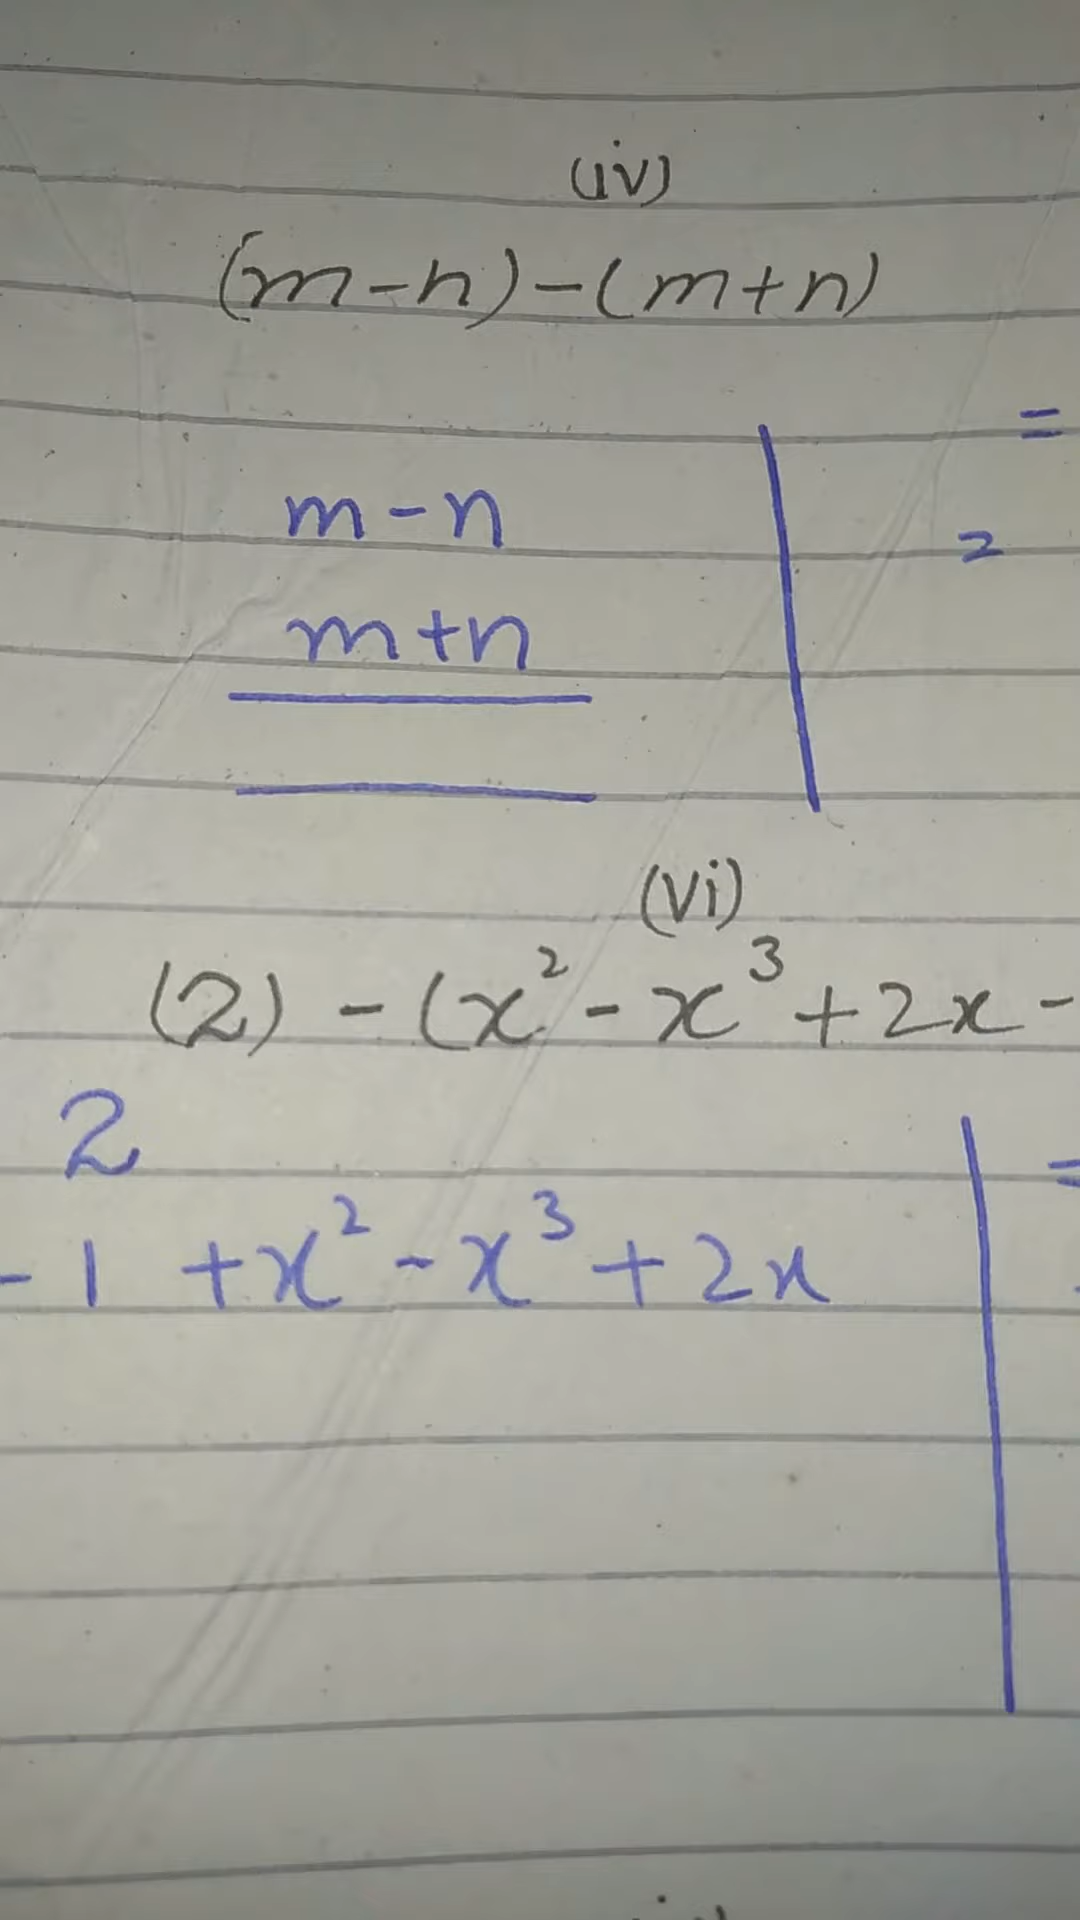 (iv)
(m-n)-(m+n)
m-n =
m+n
(vi)
(2) - (x² - x³ + 2x -
2
- 1 + x² - x³ + 2x